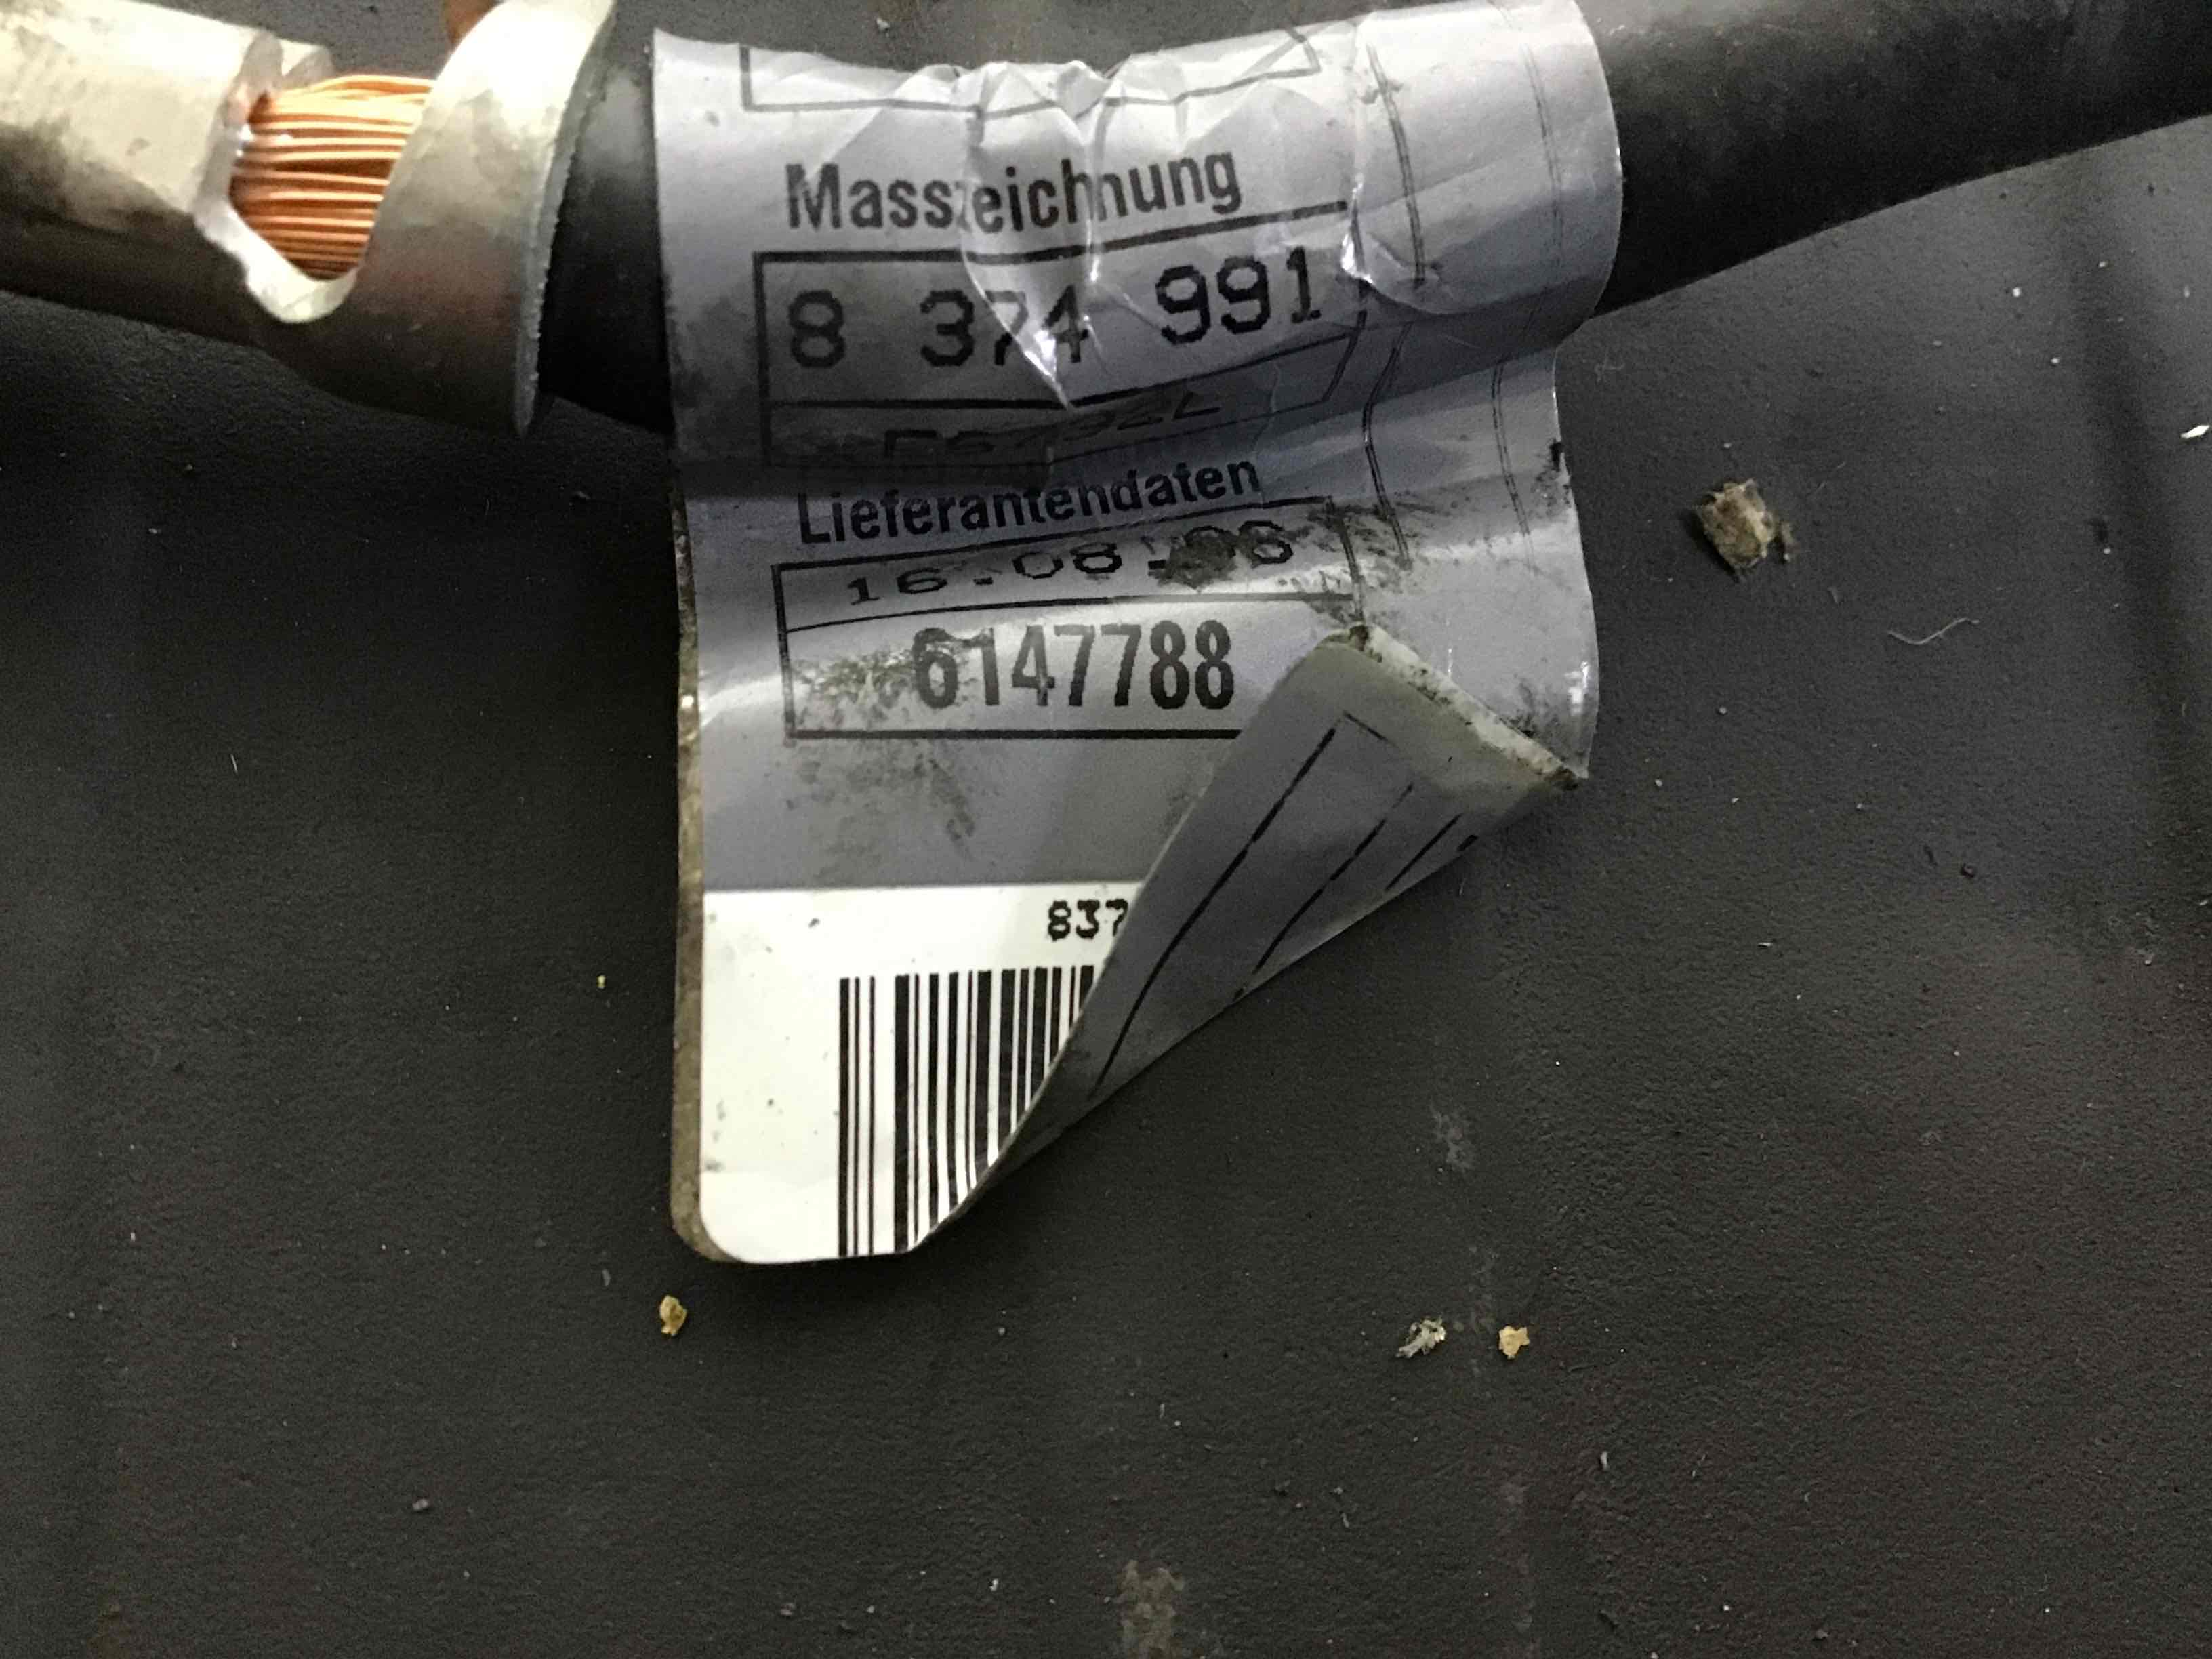 Masszeichnung
8 374 991
Lieferantendaten
6147788
837